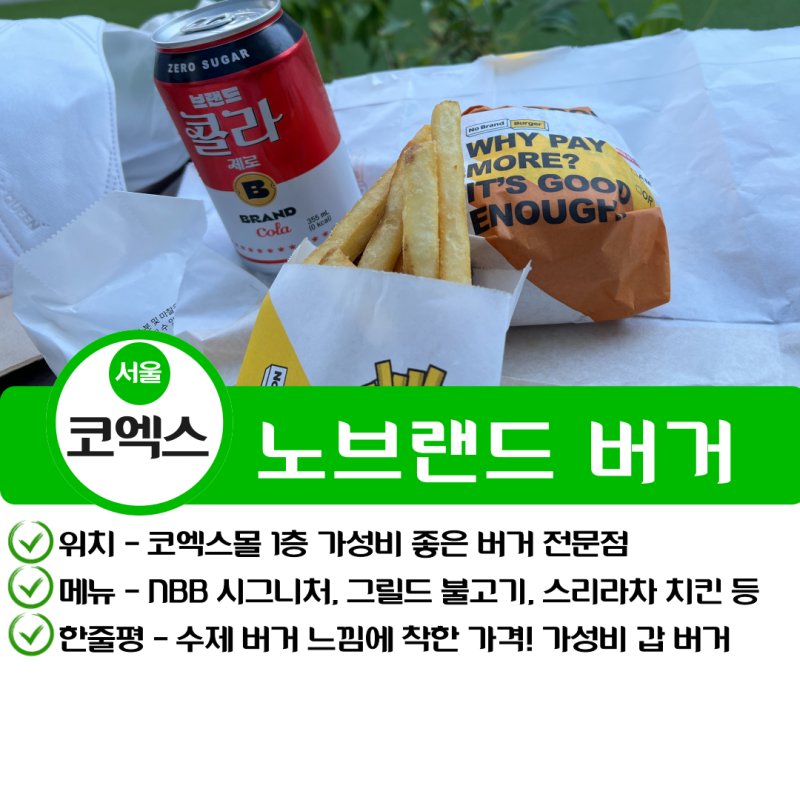 ZERO SUGAR
브랜드
콜라
제로
B
BRAND
Cola
355 mL
(0 kcal)
No Brand Burger
WHY PAY
MORE?
IT'S GOOD
ENOUGH.
QUEEN
서울
코엑스
노브랜드 버거
위치 - 코엑스몰 1층 가성비 좋은 버거 전문점
메뉴 - NBB 시그니처, 그릴드 불고기, 스리라차 치킨 등
한줄평 - 수제 버거 느낌에 착한 가격! 가성비 갑 버거